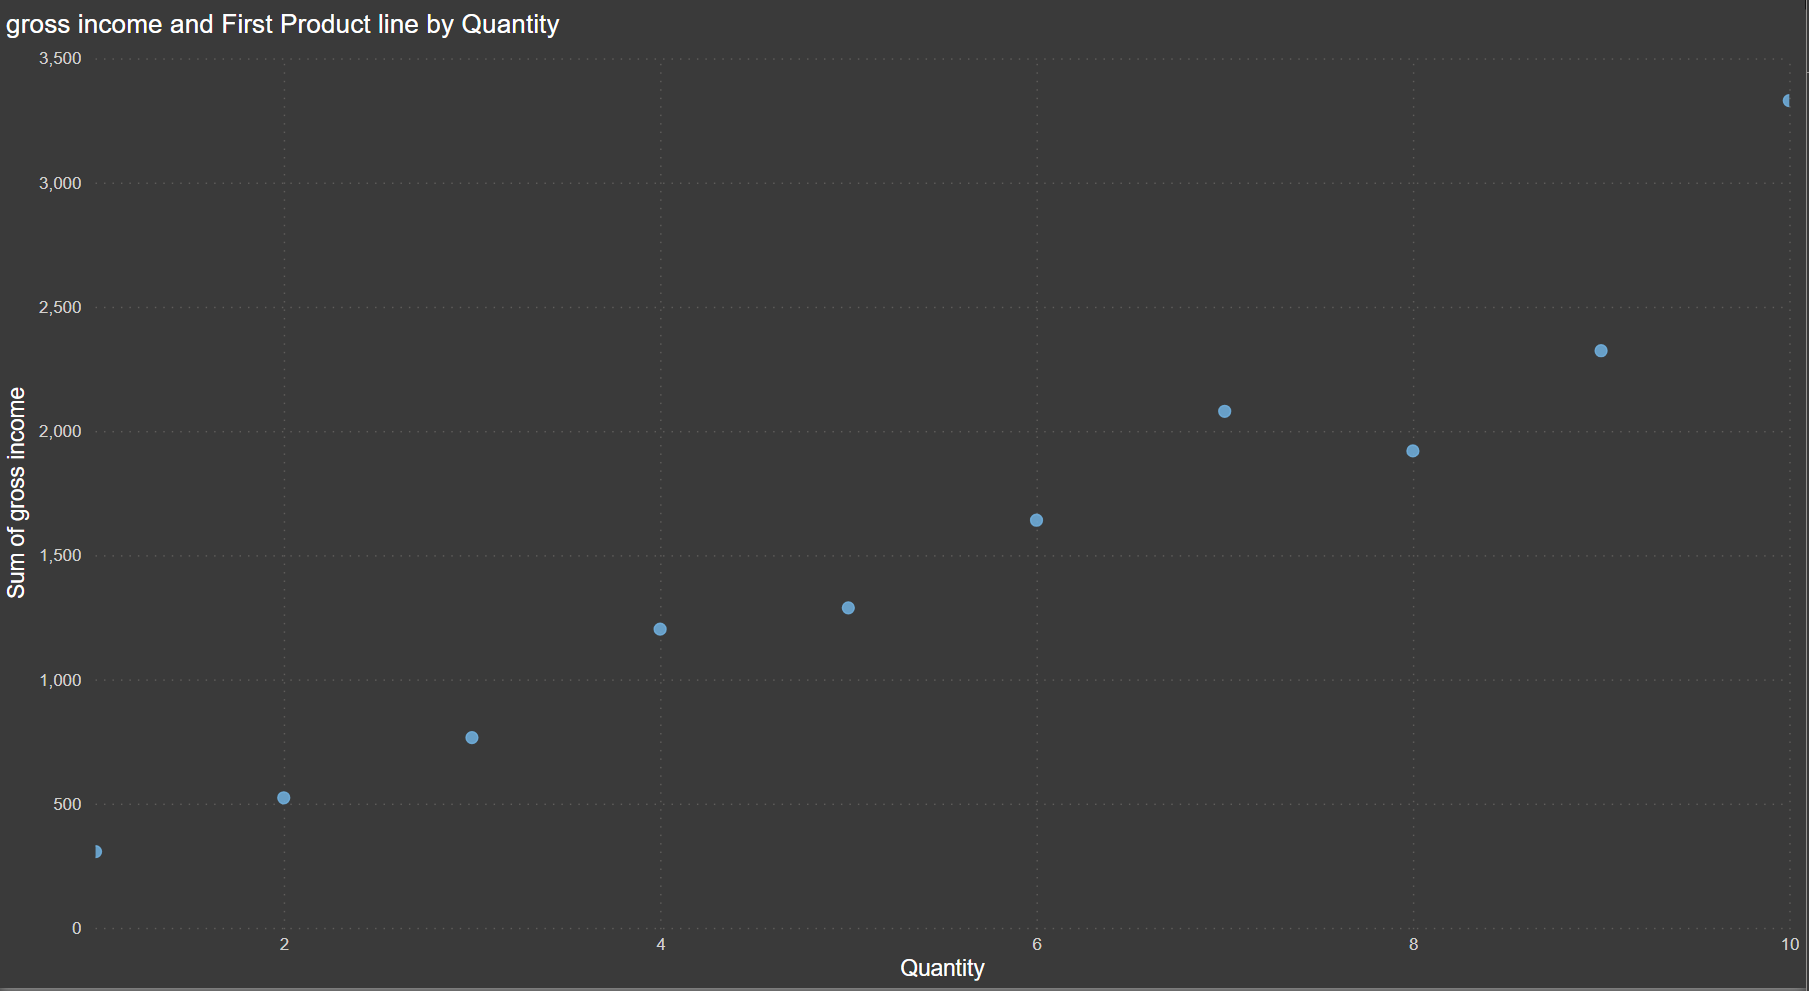 gross income and First Product line by Quantity
3,500
3,000
2,500
2,000
1,500
1,000
500
0
Sum of gross income
2 4 6 8 10
Quantity